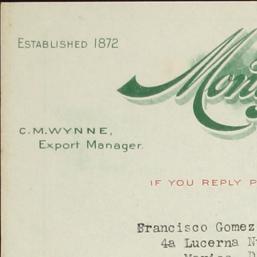 ESTABLISHED 1872
C.M.WYNNE,
Export Manager.
IF YOU REPLY
Francisco Gomez
4a Lucerna